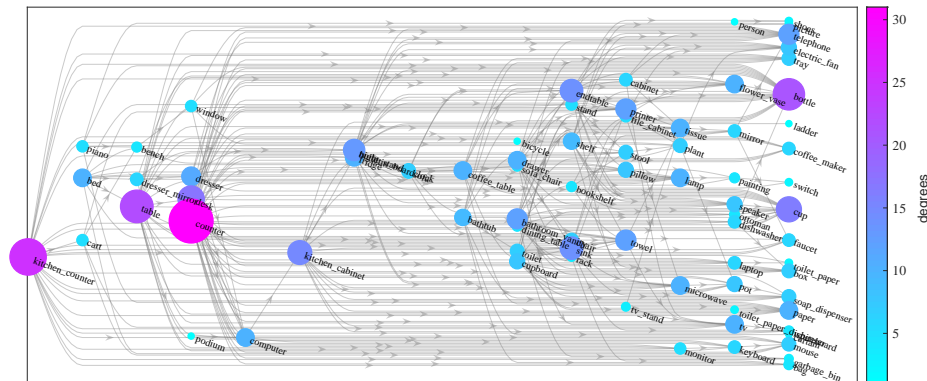 shoes
picture
person
telephone
electric_fan
tray
cabinet
flower_vase
bottle
endtable
stand
window
printer
file_cabinet
tissue
ladder
mirror
piano
bench
bicycle
shelf
stool
plant
coffee_maker
drawer
sofa_chair
bed
dresser_mirror
dresser
coffee_table
bookshelf
pillow
lamp
painting
switch
table
desk
counter
bathtub
bathroom_vanity
dining_table
speaker
ottoman
dishwasher
cup
cart
kitchen_counter
kitchen_cabinet
toilet
cupboard
sink
rack
towel
faucet
laptop
toilet_paper
box
microwave
pot
tv_stand
soap_dispenser
paper
toilet_paper_dispenser
podium
computer
tv
monitor
keyboard
mouse
garbage_bin
bag
30
25
20
15
10
5
degrees